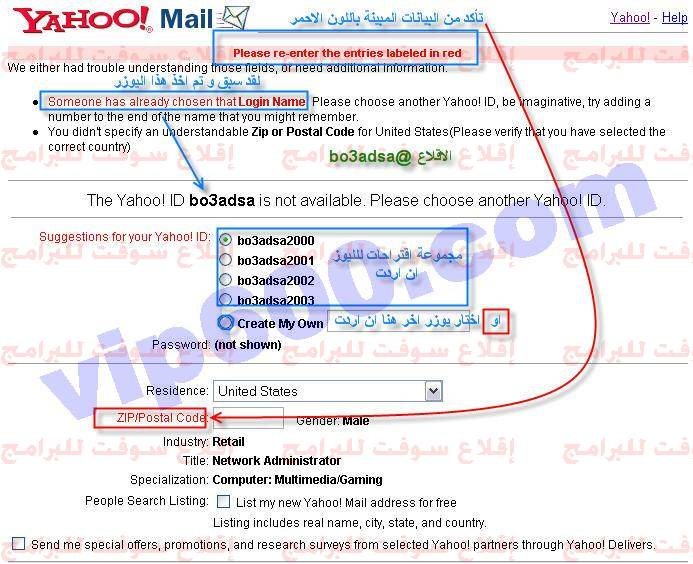 YAHOO! Mail
تأكد من البيانات المبينة باللون الاحمر
Yahoo! - Help
Please re-enter the entries labeled in red
We either had trouble understanding those fields, or need additional information.
لقد سبق و تم اخذ هذا اليوزر
Someone has already chosen that Login Name. Please choose another Yahoo! ID, be imaginative, try adding a
number to the end of the name that you might remember.
You didn't specify an understandable Zip or Postal Code for United States(Please verify that you have selected the
correct country)
إقلاع سوفت للبرامج
الاقلاع @bo3adsa
The Yahoo! ID bo3adsa is not available. Please choose another Yahoo! ID.
Suggestions for your Yahoo! ID:
bo3adsa2000
bo3adsa2001
bo3adsa2002
bo3adsa2003
مجموعة اقتراحات لليوزر
ان اردت
Create My Own
او اختار يوزر اخر هنا ان اردت
Password: (not shown)
vip600.com
إقلاع سوفت للبرامج
Residence: United States
ZIP/Postal Code:
Gender: Male
Industry: Retail
إقلاع سوفت للبرامج
Title: Network Administrator
Specialization: Computer: Multimedia/Gaming
People Search Listing: List my new Yahoo! Mail address for free
Listing includes real name, city, state, and country.
Send me special offers, promotions, and research surveys from selected Yahoo! partners through Yahoo! Delivers.